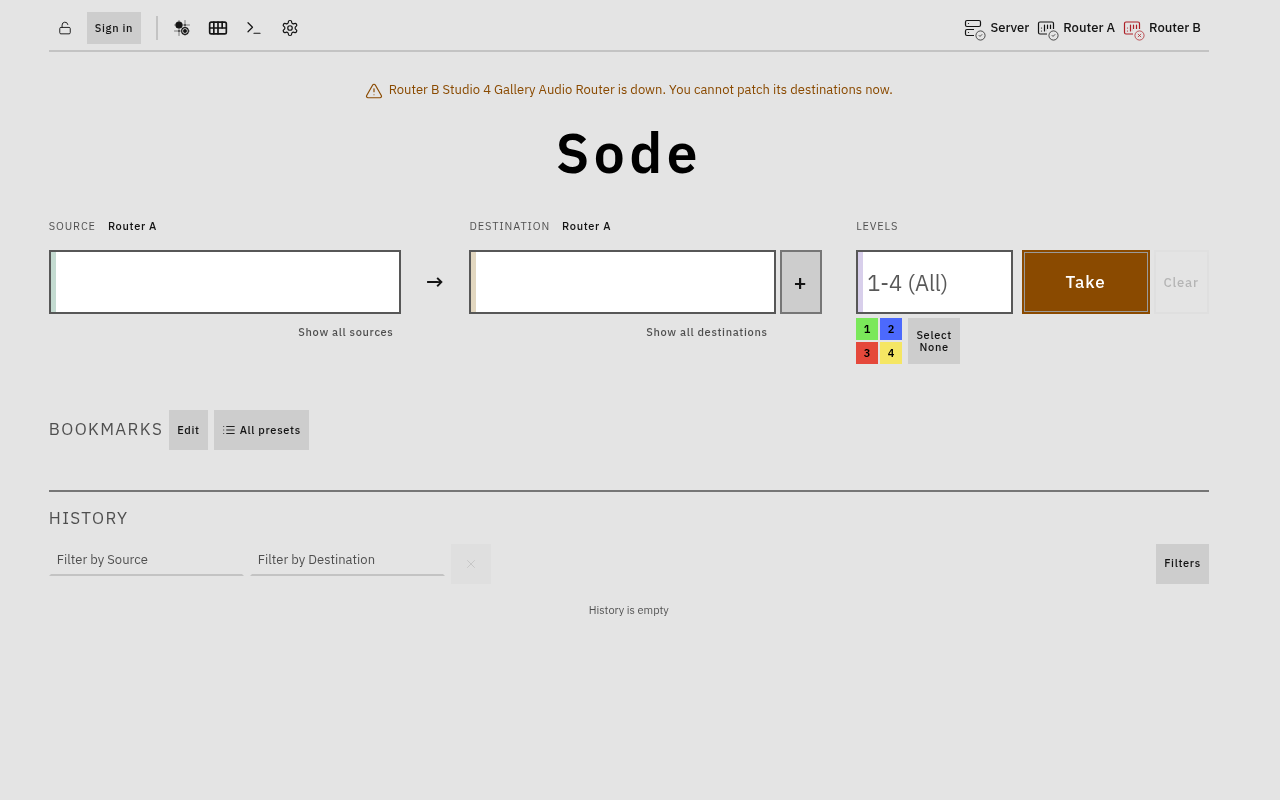 Sign in
Server
Router A
Router B
Router B Studio 4 Gallery Audio Router is down. You cannot patch its destinations now.
Sode
SOURCE Router A
DESTINATION Router A
LEVELS
→
+
1-4 (All)
Take
Clear
Show all sources
Show all destinations
1 2
3 4
Select
None
BOOKMARKS
Edit
All presets
HISTORY
Filter by Source
Filter by Destination
Filters
History is empty